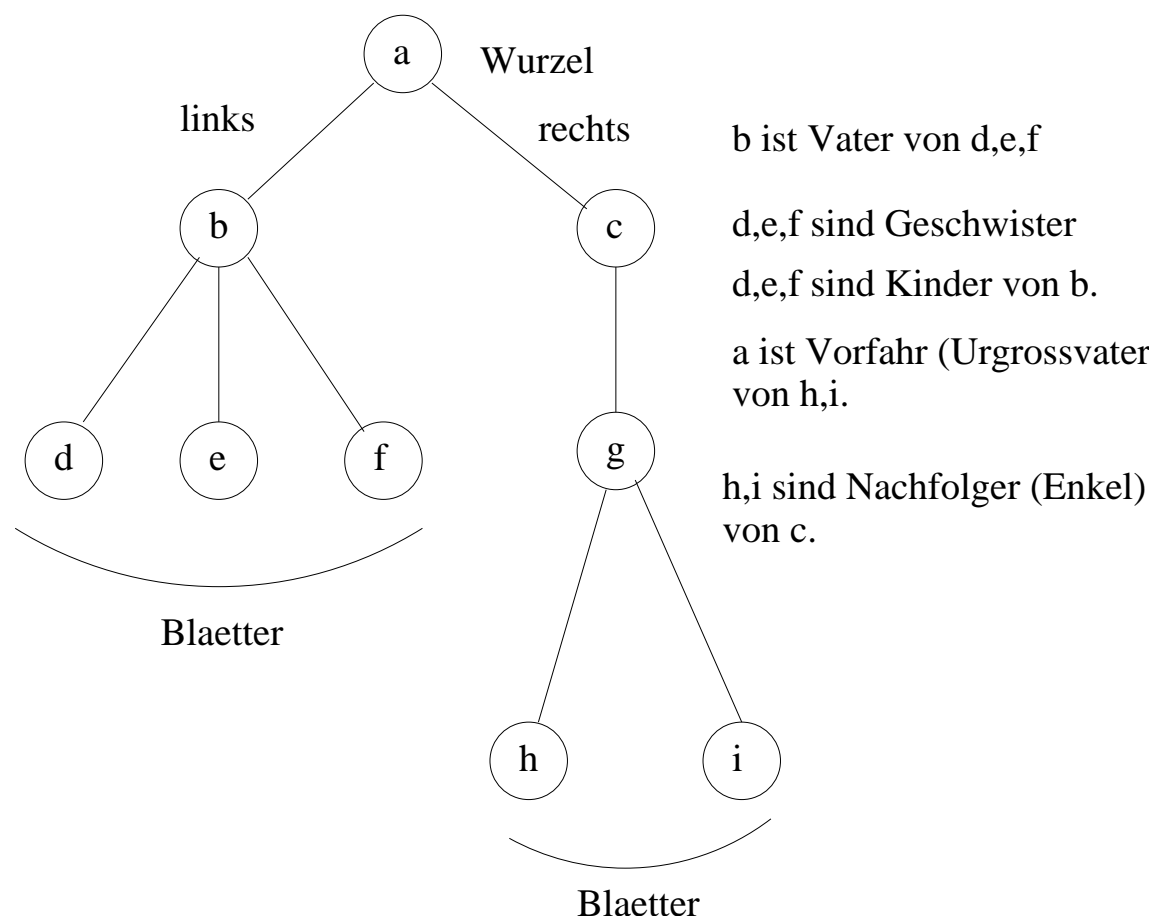 a
Wurzel
links
rechts
b ist Vater von d,e,f
b
c
d,e,f sind Geschwister
d,e,f sind Kinder von b.
a ist Vorfahr (Urgrossvater
von h,i.
d
e
f
g
h,i sind Nachfolger (Enkel)
von c.
Blaetter
h
i
Blaetter